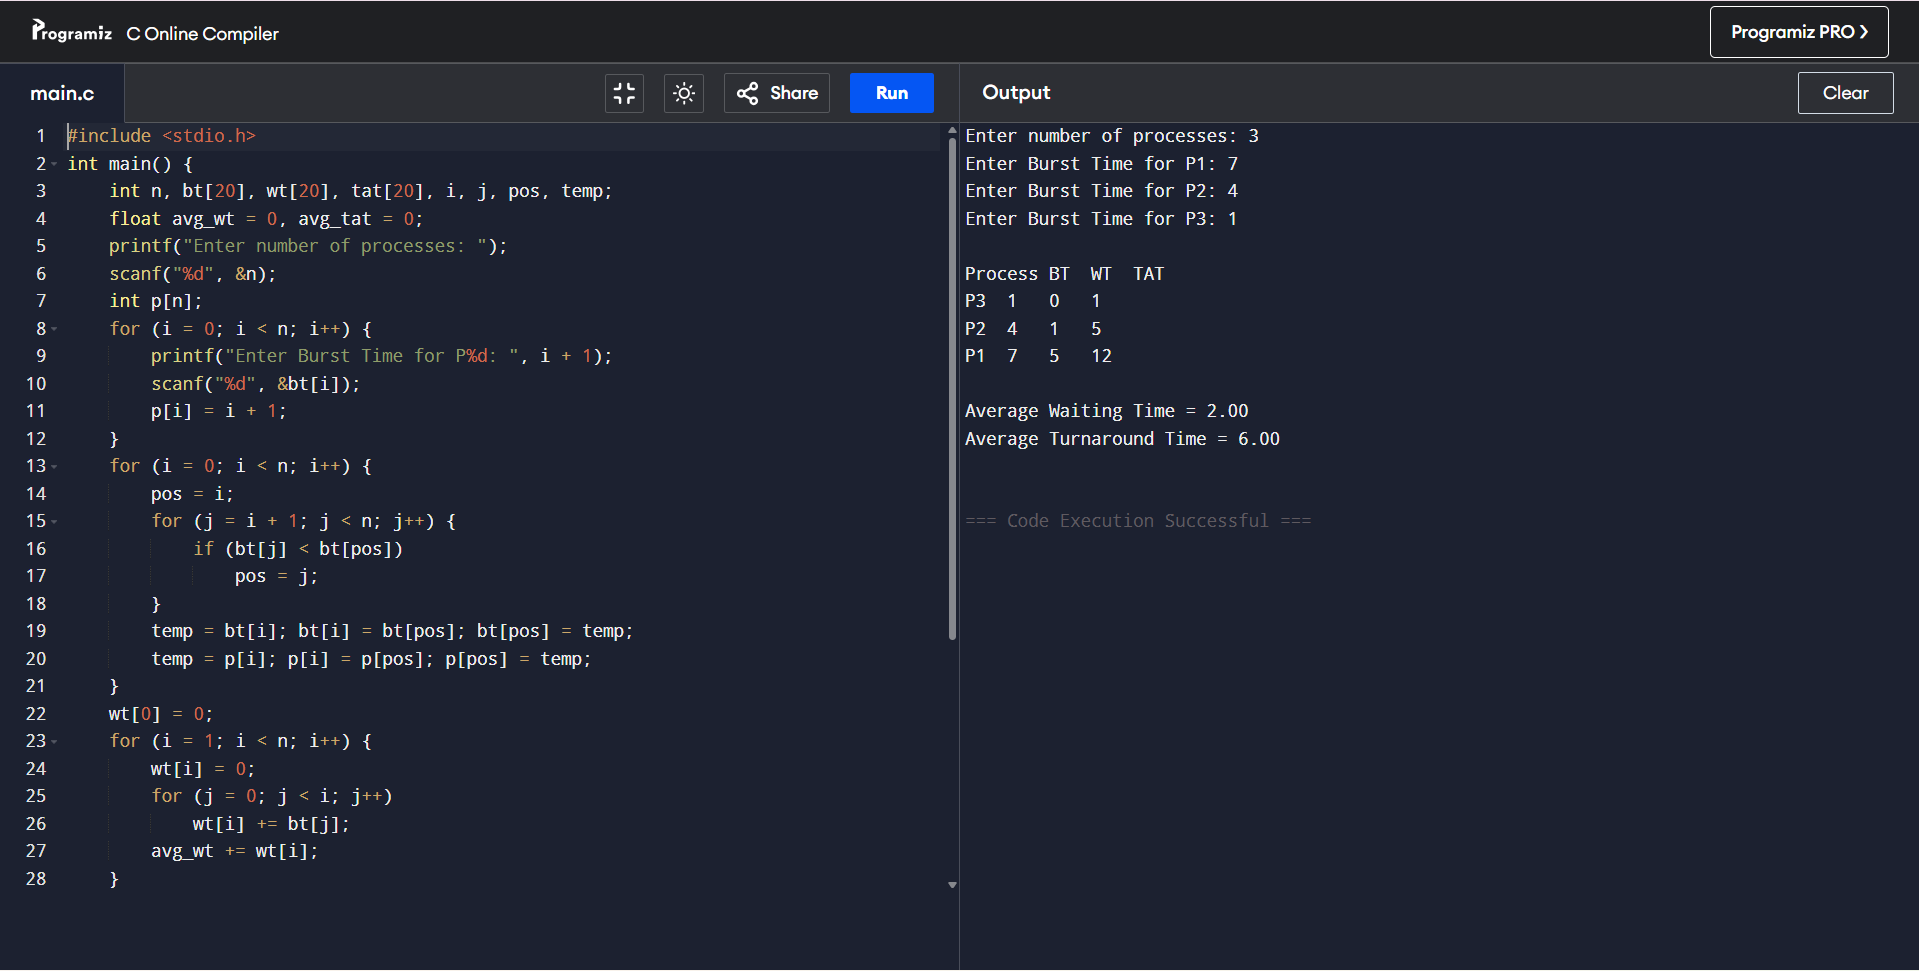 Programiz C Online Compiler
Programiz PRO ❯
main.c
Share
Run
Output
Clear
1 #include <stdio.h>
2 int main() {
3     int n, bt[20], wt[20], tat[20], i, j, pos, temp;
4     float avg_wt = 0, avg_tat = 0;
5     printf("Enter number of processes: ");
6     scanf("%d", &n);
7     int p[n];
8     for (i = 0; i < n; i++) {
9         printf("Enter Burst Time for P%d: ", i + 1);
10         scanf("%d", &bt[i]);
11         p[i] = i + 1;
12     }
13     for (i = 0; i < n; i++) {
14         pos = i;
15         for (j = i + 1; j < n; j++) {
16             if (bt[j] < bt[pos])
17                 pos = j;
18         }
19         temp = bt[i]; bt[i] = bt[pos]; bt[pos] = temp;
20         temp = p[i]; p[i] = p[pos]; p[pos] = temp;
21     }
22     wt[0] = 0;
23     for (i = 1; i < n; i++) {
24         wt[i] = 0;
25         for (j = 0; j < i; j++)
26             wt[i] += bt[j];
27         avg_wt += wt[i];
28     }
Enter number of processes: 3
Enter Burst Time for P1: 7
Enter Burst Time for P2: 4
Enter Burst Time for P3: 1
Process BT  WT  TAT
P3  1   0   1
P2  4   1   5
P1  7   5   12
Average Waiting Time = 2.00
Average Turnaround Time = 6.00
=== Code Execution Successful ===